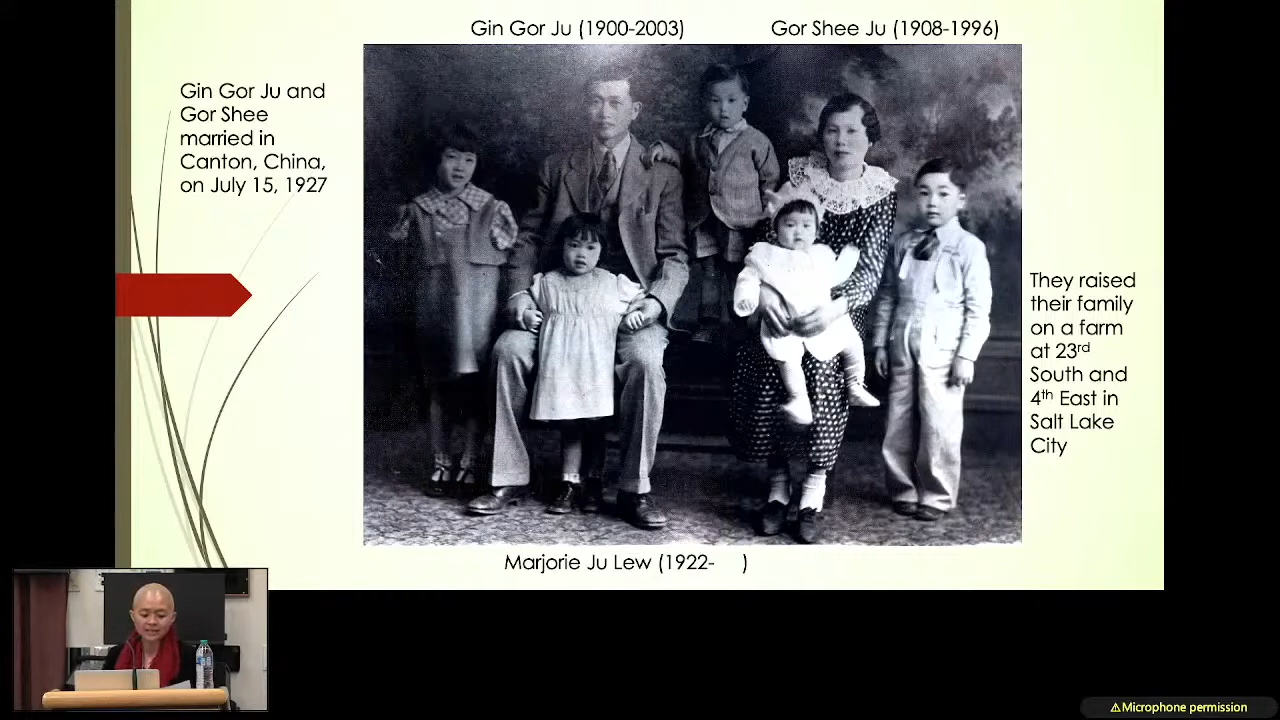 Gin Gor Ju (1900-2003)
Gor Shee Ju (1908-1996)
Gin Gor Ju and
Gor Shee
married in
Canton, China,
on July 15, 1927
They raised
their family
on a farm
at 23rd
South and
4th East in
Salt Lake
City
Marjorie Ju Lew (1922- )
⚠Microphone permission